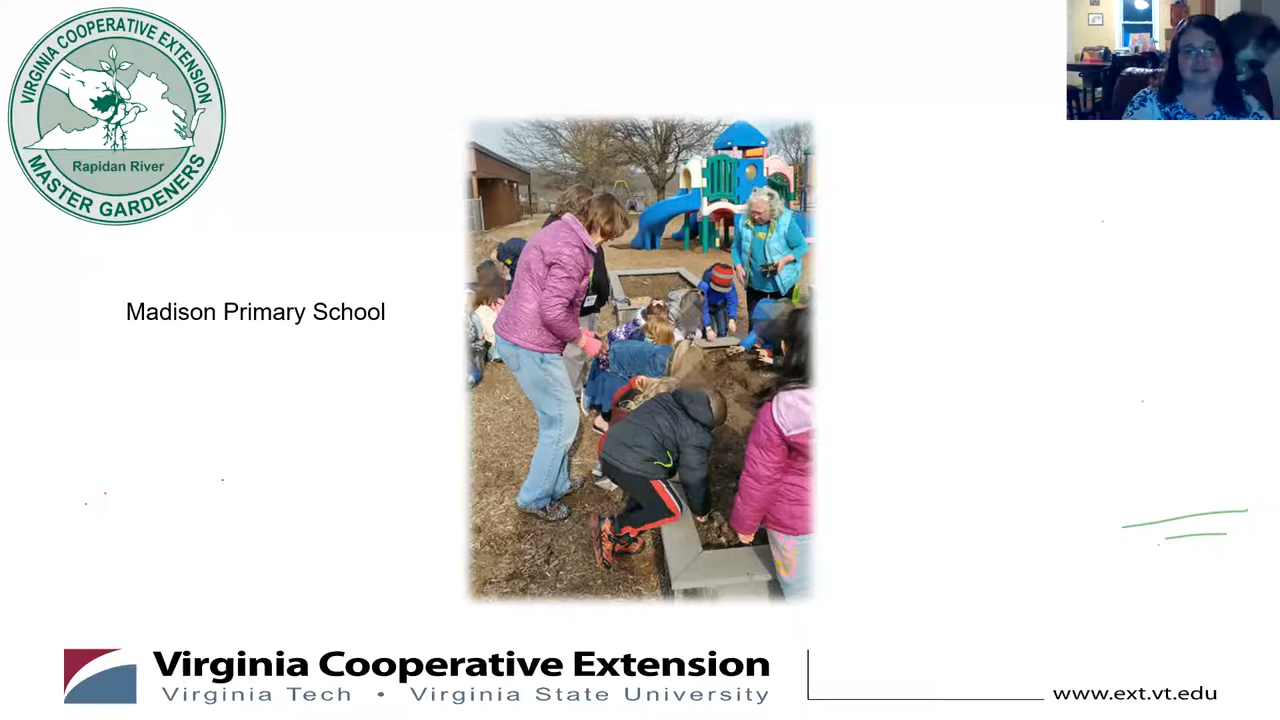 VIRGINIA COOPERATIVE EXTENSION
Rapidan River
MASTER GARDENERS
Madison Primary School
Virginia Cooperative Extension
Virginia Tech • Virginia State University
www.ext.vt.edu